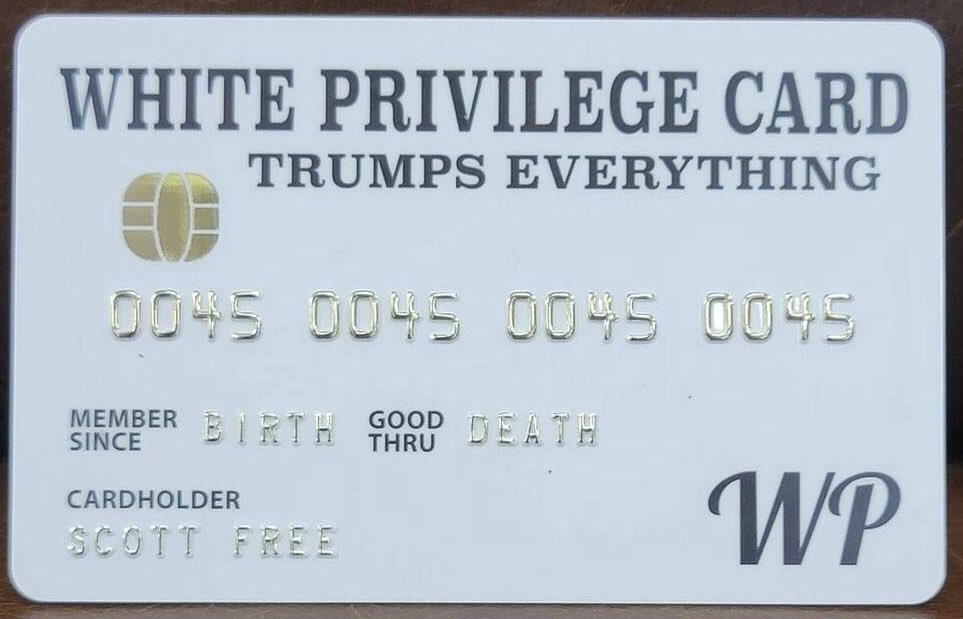 WHITE PRIVILEGE CARD
TRUMPS EVERYTHING
0045 0045 0045 0045
MEMBER SINCE BIRTH GOOD THRU DEATH
CARDHOLDER
SCOTT FREE
WP